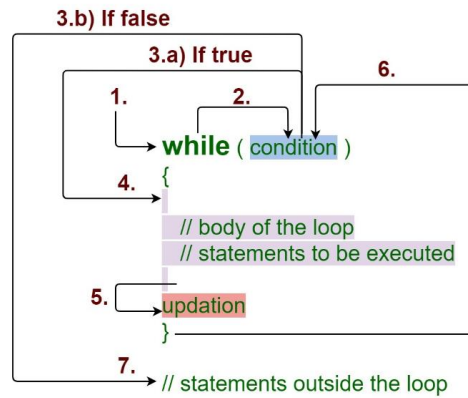 3.b) If false
3.a) If true
6.
1.
2.
while ( condition )
{
4.
// body of the loop
// statements to be executed
5.
updation
}
7.
// statements outside the loop